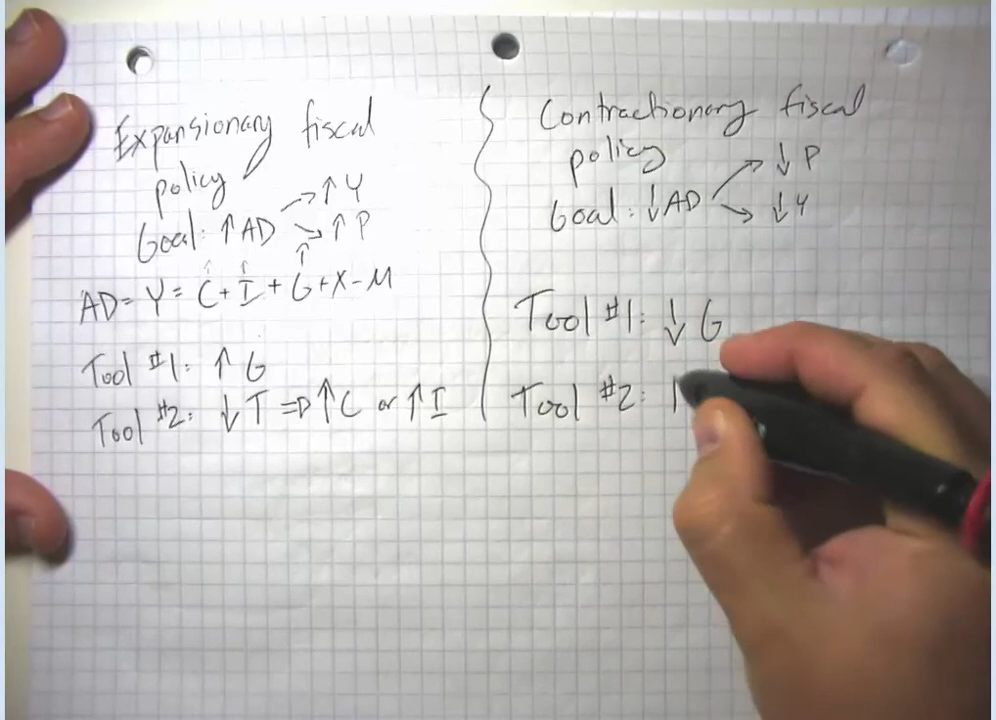 Expansionary fiscal
policy
↑ Y
Goal: ↑ AD
↑ P
AD = Y = C + I + G + X - M
Tool #1: ↑ G
Tool #2: ↓ T => ↑ C or ↑ I
Contractionary fiscal
policy
↓ P
Goal: ↓ AD
↓ Y
Tool #1: ↓ G
Tool #2: